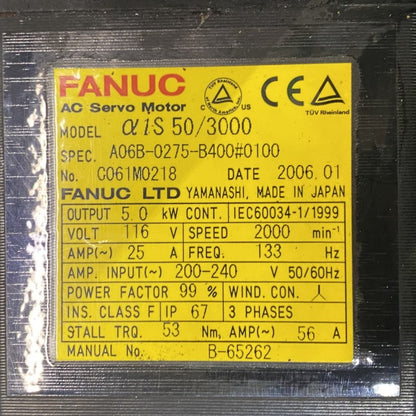 FANUC
AC Servo Motor
TÜV Rheinland
MODEL αiS 50/3000
SPEC. A06B-0275-B400#0100
No. C061M0218 DATE 2006.01
FANUC LTD YAMANASHI, MADE IN JAPAN
OUTPUT 5.0 kW CONT. IEC60034-1/1999
VOLT 116 V SPEED 2000 min⁻¹
AMP(~) 25 A FREQ. 133 Hz
AMP. INPUT(~) 200-240 V 50/60Hz
POWER FACTOR 99 % WIND. CON. 人
INS. CLASS F IP 67 3 PHASES
STALL TRQ. 53 Nm, AMP(~) 56 A
MANUAL No. B-65262